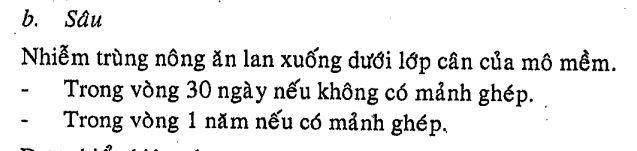 b. Sâu
Nhiễm trùng nông ăn lan xuống dưới lớp cân của mô mềm.
- Trong vòng 30 ngày nếu không có mảnh ghép.
- Trong vòng 1 năm nếu có mảnh ghép.